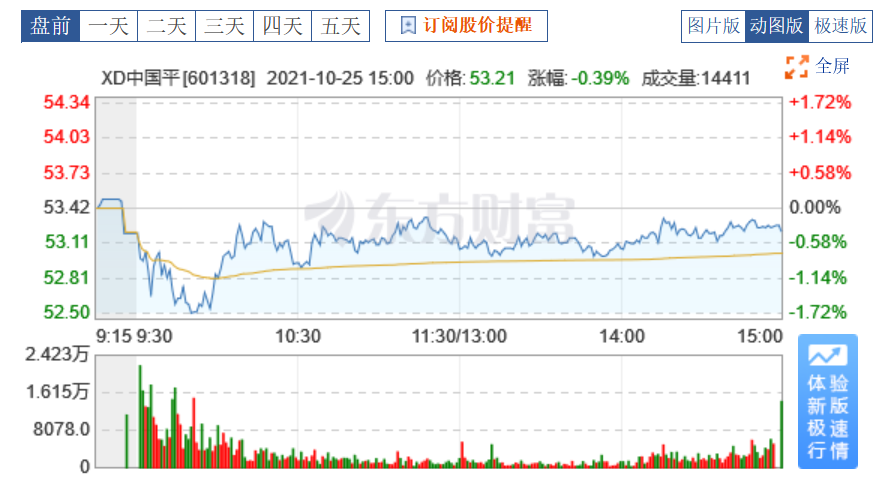 盘前 一天 二天 三天 四天 五天 订阅股价提醒 图片版 动图版 极速版
全屏
XD中国平[601318] 2021-10-25 15:00 价格:53.21 涨幅:-0.39% 成交量:14411
54.34 +1.72%
54.03 +1.14%
53.73 +0.58%
53.42 0.00%
53.11 -0.58%
52.81 -1.14%
52.50 -1.72%
东方财富
9:15 9:30 10:30 11:30/13:00 14:00 15:00
2.423万
1.615万
8078.0
0 0
体验
新版
极速
行情